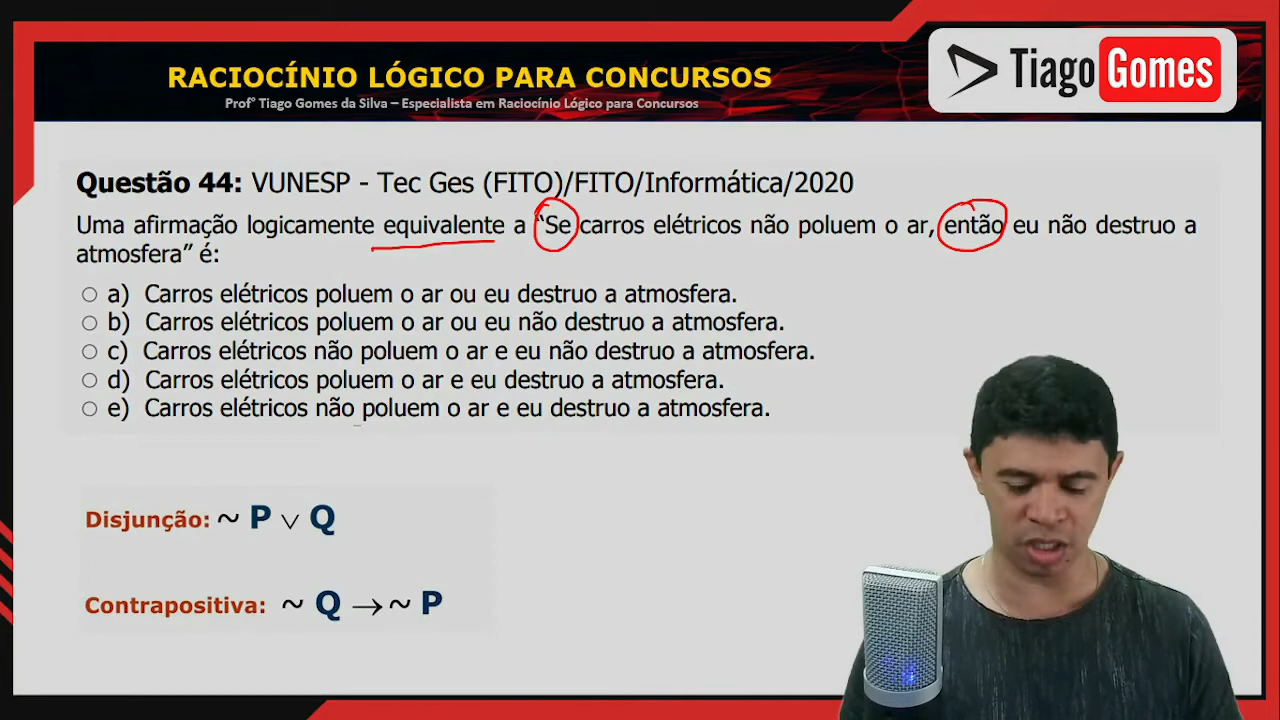 RACIOCÍNIO LÓGICO PARA CONCURSOS
Profº Tiago Gomes da Silva – Especialista em Raciocínio Lógico para Concursos
Tiago Gomes
Questão 44: VUNESP - Tec Ges (FITO)/FITO/Informática/2020
Uma afirmação logicamente equivalente a “Se carros elétricos não poluem o ar, então eu não destruo a
atmosfera” é:
a) Carros elétricos poluem o ar ou eu destruo a atmosfera.
b) Carros elétricos poluem o ar ou eu não destruo a atmosfera.
c) Carros elétricos não poluem o ar e eu não destruo a atmosfera.
d) Carros elétricos poluem o ar e eu destruo a atmosfera.
e) Carros elétricos não poluem o ar e eu destruo a atmosfera.
Disjunção: ~ P ∨ Q
Contrapositiva: ~ Q → ~ P